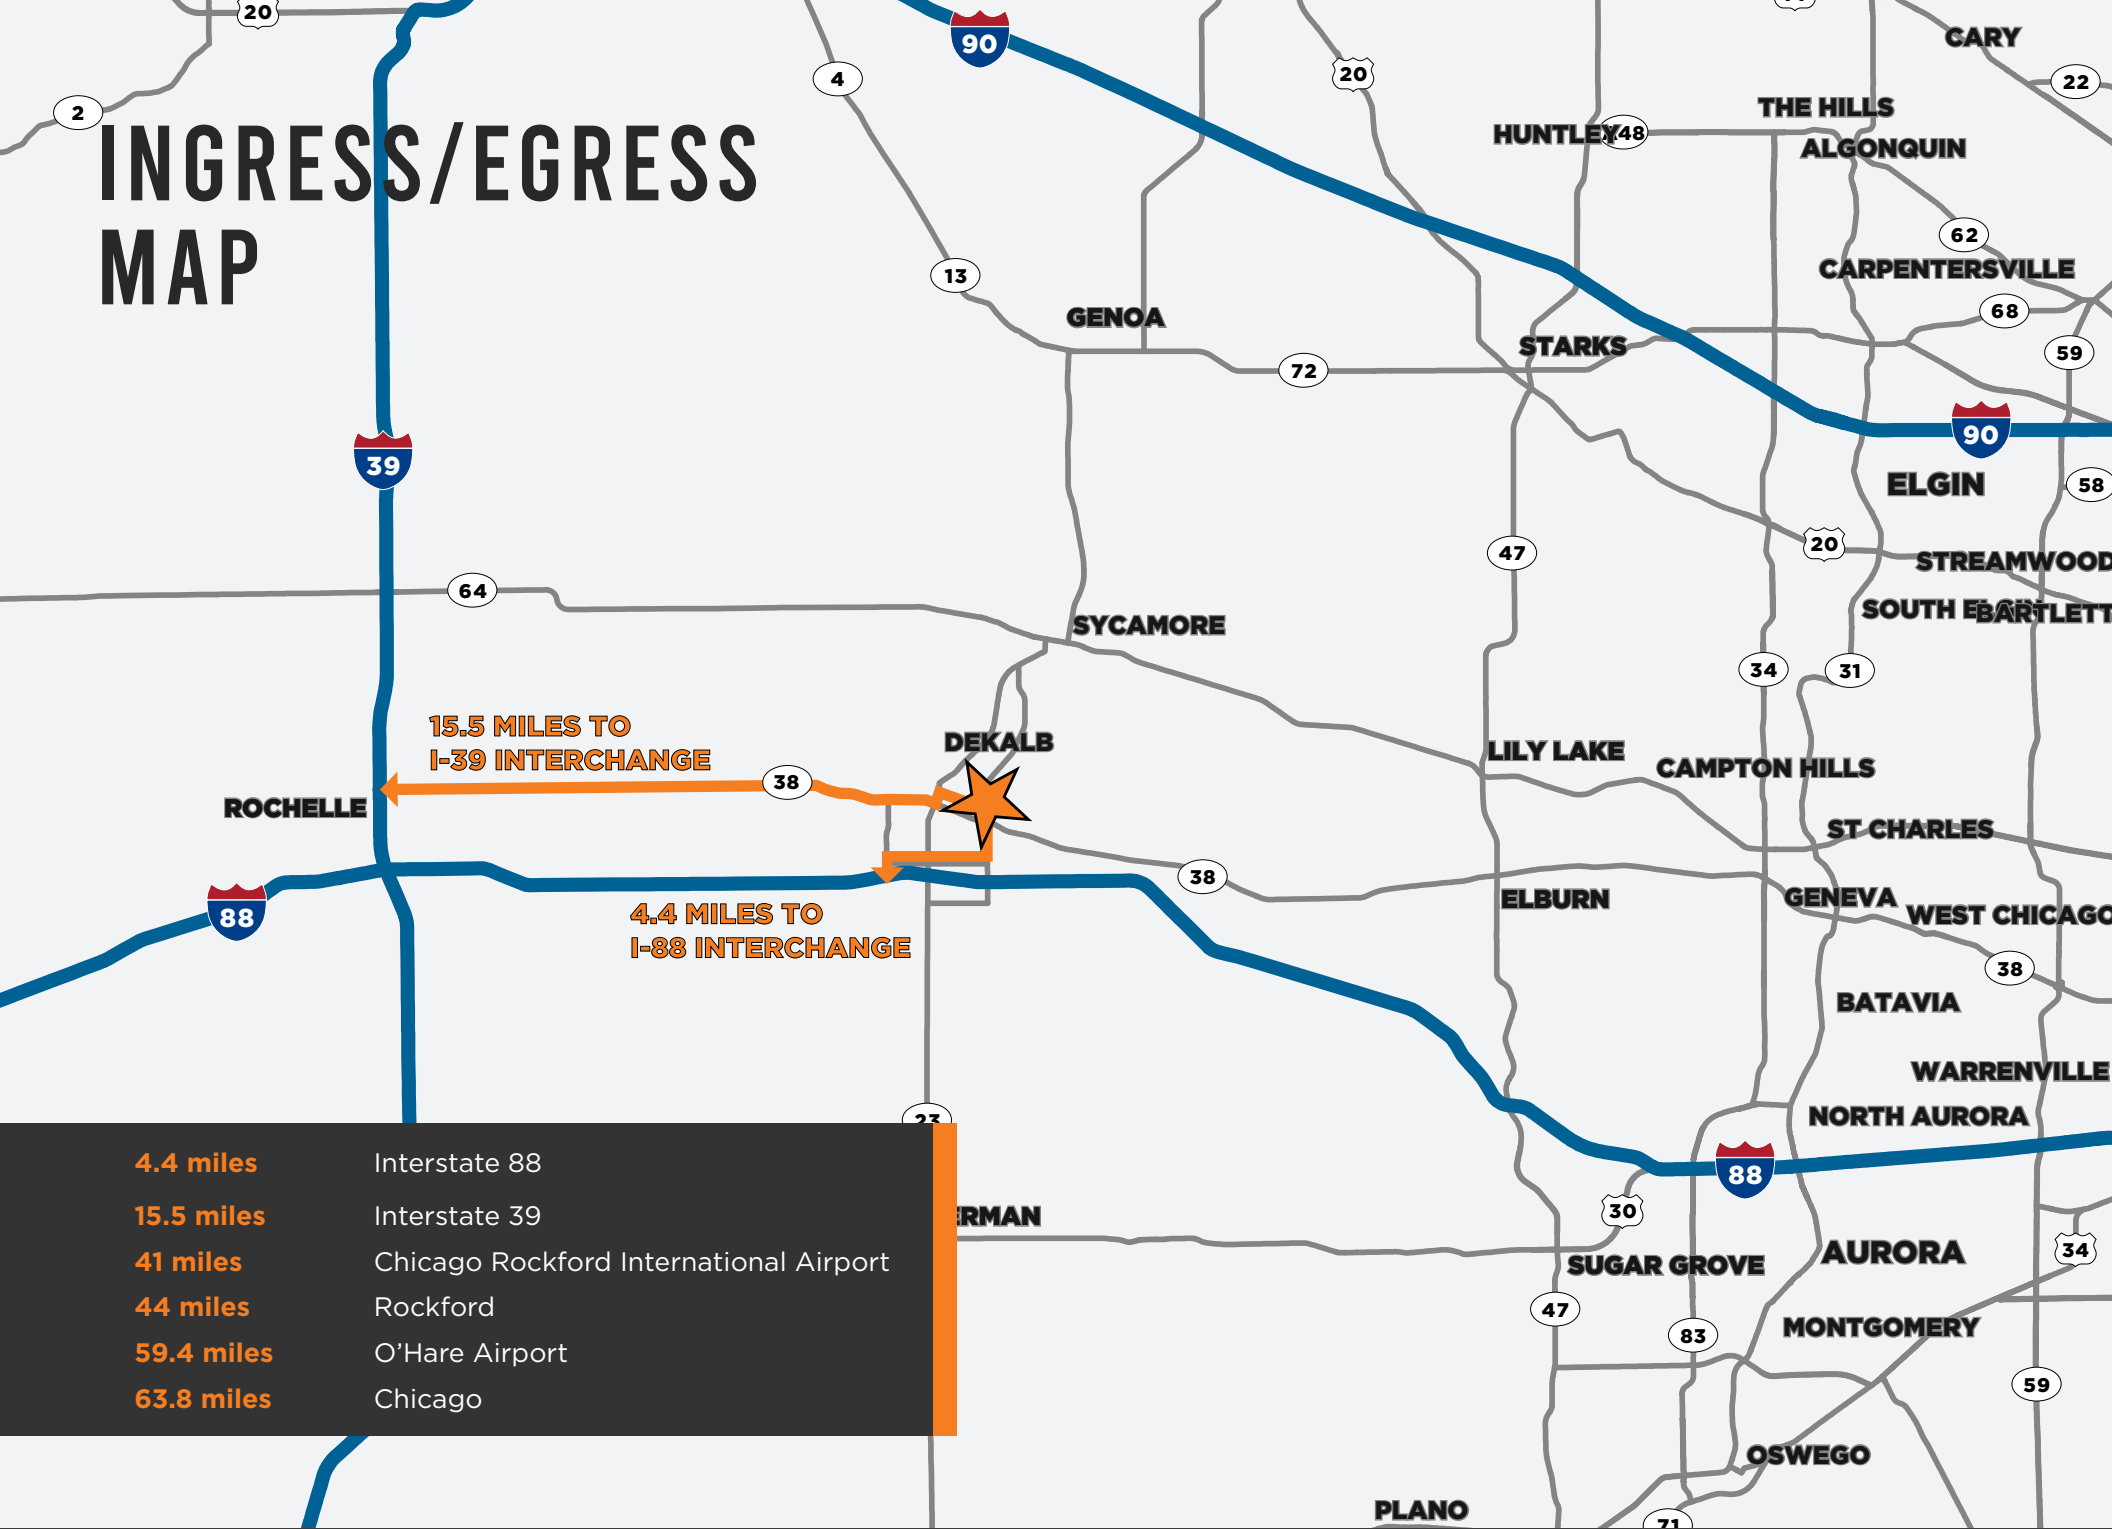 20
90
CARY
20
4
22
2
THE HILLS
HUNTLEY
48
ALGONQUIN
INGRESS/EGRESS
MAP
62
CARPENTERSVILLE
13
68
GENOA
STARKS
59
72
90
39
ELGIN
58
20
47
STREAMWOOD
64
SOUTH
BARTLETT
SYCAMORE
34
31
15.5 MILES TO
I-39 INTERCHANGE
DEKALB
LILY LAKE
CAMPTON HILLS
38
ROCHELLE
ST CHARLES
38
88
ELBURN
GENEVA
WEST CHICAGO
4.4 MILES TO
I-88 INTERCHANGE
38
BATAVIA
WARRENVILLE
23
NORTH AURORA
88
4.4 miles Interstate 88
15.5 miles Interstate 39
41 miles Chicago Rockford International Airport
44 miles Rockford
59.4 miles O’Hare Airport
63.8 miles Chicago
ERMAN
30
SUGAR GROVE
AURORA
34
47
83
MONTGOMERY
59
OSWEGO
PLANO
71